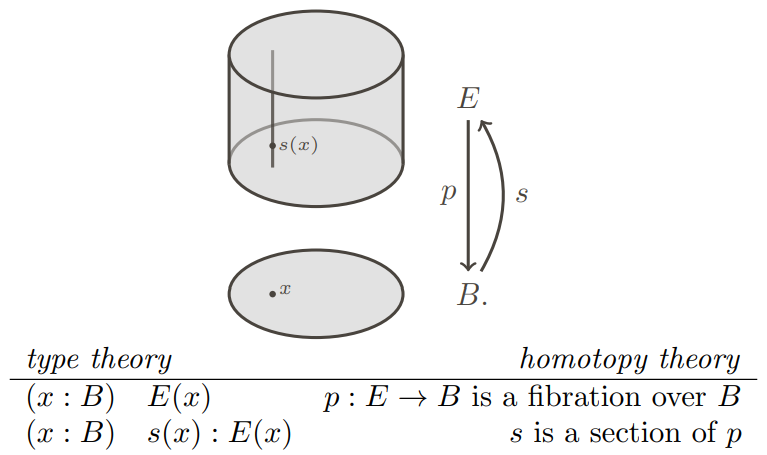 E
s(x)
p
s
x
B.
type theory homotopy theory
(x : B) E(x) p : E → B is a fibration over B
(x : B) s(x) : E(x) s is a section of p